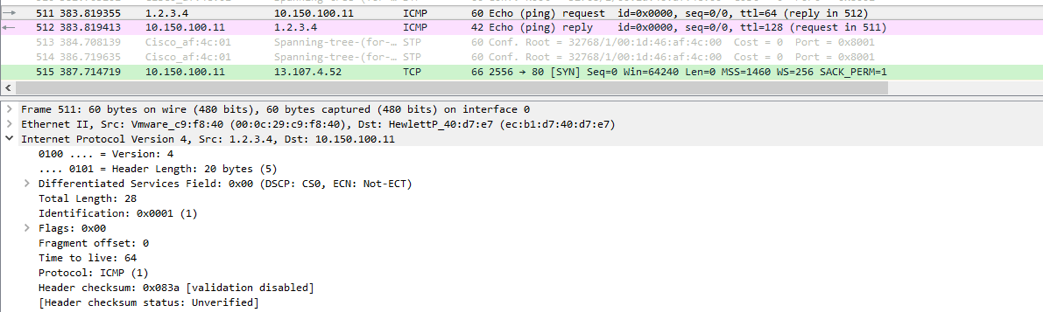 511 383.819355 1.2.3.4 10.150.100.11 ICMP 60 Echo (ping) request id=0x0000, seq=0/0, ttl=64 (reply in 512)
512 383.819413 10.150.100.11 1.2.3.4 ICMP 42 Echo (ping) reply id=0x0000, seq=0/0, ttl=128 (request in 511)
513 384.708139 Cisco_af:4c:01 Spanning-tree-(for-… STP 60 Conf. Root = 32768/1/00:1d:46:af:4c:00 Cost = 0 Port = 0x8001
514 386.719635 Cisco_af:4c:01 Spanning-tree-(for-… STP 60 Conf. Root = 32768/1/00:1d:46:af:4c:00 Cost = 0 Port = 0x8001
515 387.714719 10.150.100.11 13.107.4.52 TCP 66 2556 → 80 [SYN] Seq=0 Win=64240 Len=0 MSS=1460 WS=256 SACK_PERM=1
Frame 511: 60 bytes on wire (480 bits), 60 bytes captured (480 bits) on interface 0
Ethernet II, Src: Vmware_c9:f8:40 (00:0c:29:c9:f8:40), Dst: HewlettP_40:d7:e7 (ec:b1:d7:40:d7:e7)
Internet Protocol Version 4, Src: 1.2.3.4, Dst: 10.150.100.11
0100 .... = Version: 4
.... 0101 = Header Length: 20 bytes (5)
Differentiated Services Field: 0x00 (DSCP: CS0, ECN: Not-ECT)
Total Length: 28
Identification: 0x0001 (1)
Flags: 0x00
Fragment offset: 0
Time to live: 64
Protocol: ICMP (1)
Header checksum: 0x083a [validation disabled]
[Header checksum status: Unverified]